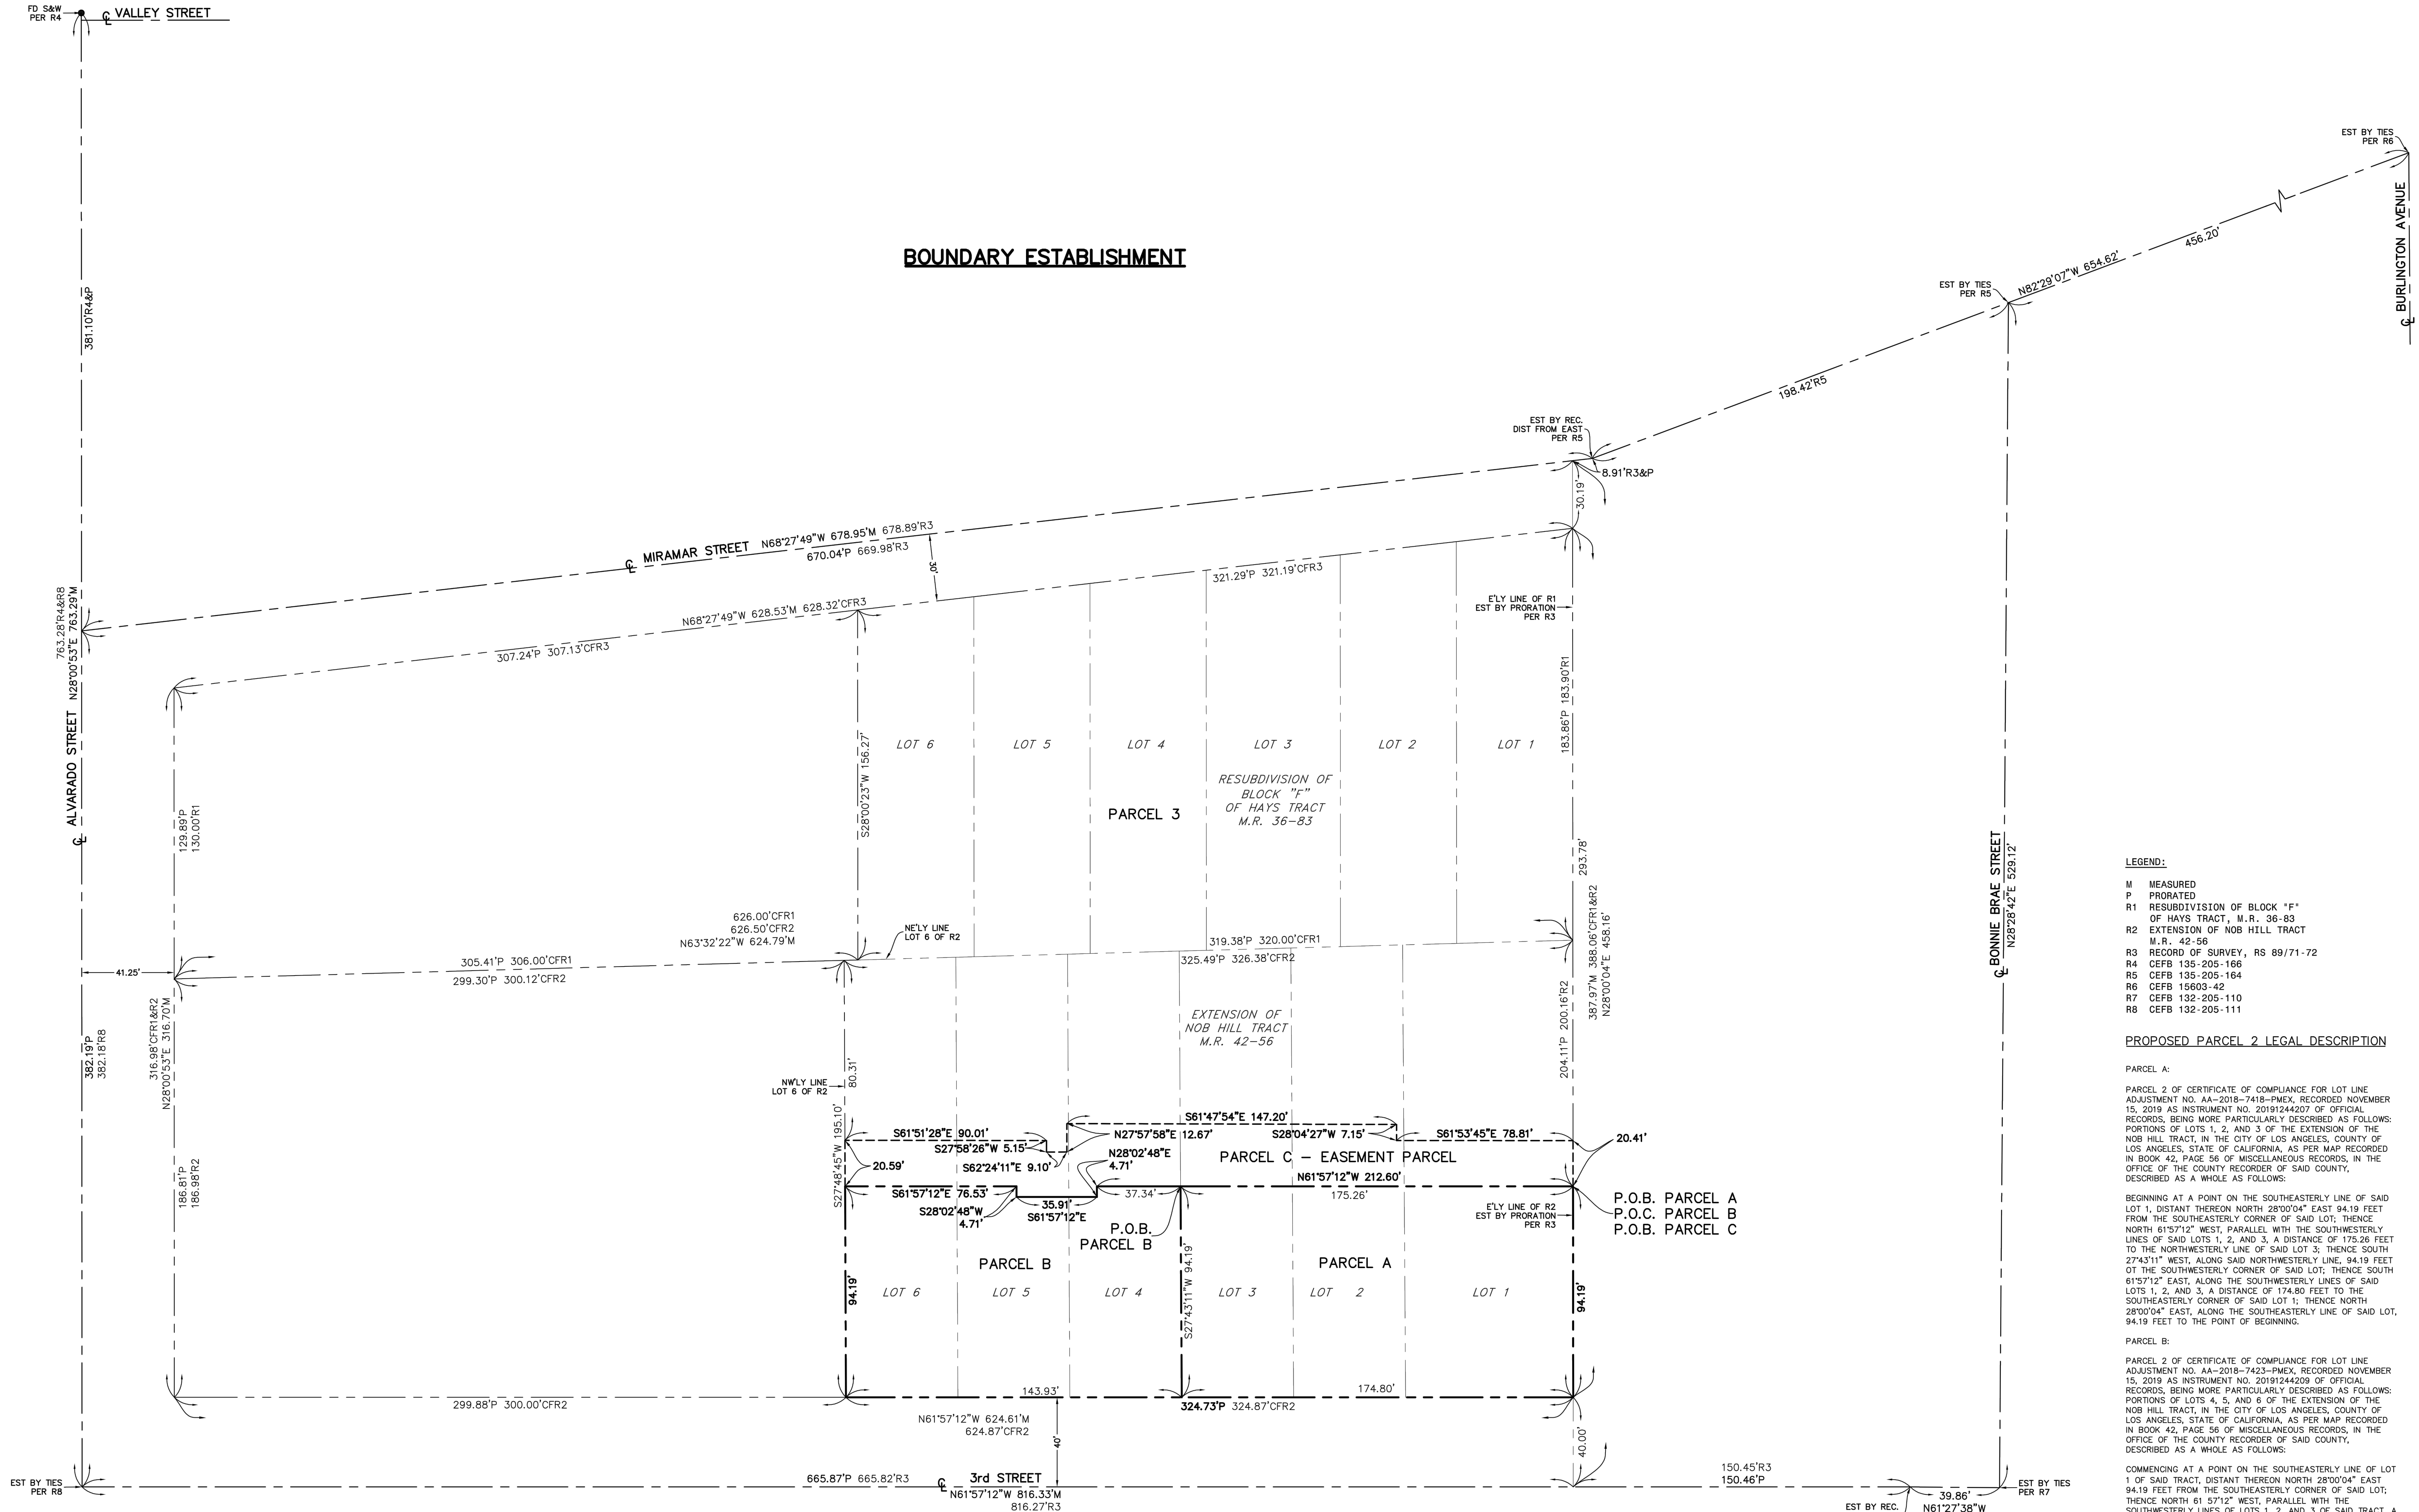 FD S&W
PER R4
℄ VALLEY STREET
EST BY TIES
PER R6
℄ BURLINGTON AVENUE
BOUNDARY ESTABLISHMENT
381.10'R4&P
EST BY TIES
PER R5
N82°29'07"W 654.62'
456.20'
198.42'R5
EST BY REC.
DIST FROM EAST
PER R5
8.91'R3&P
30.19'
℄ MIRAMAR STREET N68°27'49"W 678.95'M 678.89'R3
670.04'P 669.98'R3
30'
321.29'P 321.19'CFR3
N68°27'49"W 628.53'M 628.32'CFR3
307.24'P 307.13'CFR3
763.28'R4&R8
℄ ALVARADO STREET N28°00'53"E 763.29'M
E'LY LINE OF R1
EST BY PRORATION
PER R3
183.86'P 183.90'R1
S28°00'23"W 156.27'
LOT 6
LOT 5
LOT 4
LOT 3
LOT 2
LOT 1
RESUBDIVISION OF
BLOCK "F"
OF HAYS TRACT
M.R. 36-83
PARCEL 3
129.89'P
130.00'R1
293.78'
℄ BONNIE BRAE STREET
N28°28'42"E 529.12'
387.97'M 388.06'CFR1&R2
N28°00'04"E 458.16'
626.00'CFR1
626.50'CFR2
N63°32'22"W 624.79'M
NE'LY LINE
LOT 6 OF R2
319.38'P 320.00'CFR1
325.49'P 326.38'CFR2
305.41'P 306.00'CFR1
299.30'P 300.12'CFR2
41.25'
316.98'CFR1&R2
N28°00'53"E 316.70'M
382.19'P
382.18'R8
EXTENSION OF
NOB HILL TRACT
M.R. 42-56
204.11'P 200.16'R2
NW'LY LINE
LOT 6 OF R2
80.31'
S27°48'45"W 195.10'
S61°51'28"E 90.01'
S27°58'26"W 5.15'
S62°24'11"E 9.10'
S61°47'54"E 147.20'
N27°57'58"E 12.67'
S28°04'27"W 7.15'
S61°53'45"E 78.81'
20.41'
20.59'
N28°02'48"E
4.71'
PARCEL C - EASEMENT PARCEL
N61°57'12"W 212.60'
S61°57'12"E 76.53'
37.34'
175.26'
S28°02'48"W
4.71'
35.91'
S61°57'12"E
186.81'P
186.98'R2
E'LY LINE OF R2
EST BY PRORATION
PER R3
P.O.B. PARCEL A
P.O.C. PARCEL B
P.O.B. PARCEL C
P.O.B.
PARCEL B
PARCEL B
PARCEL A
94.19'
S27°43'11"W 94.19'
94.19'
LOT 6
LOT 5
LOT 4
LOT 3
LOT 2
LOT 1
143.93'
174.80'
299.88'P 300.00'CFR2
324.73'P 324.87'CFR2
N61°57'12"W 624.61'M
624.87'CFR2
40'
40.00'
EST BY TIES
PER R8
665.87'P 665.82'R3
℄ 3rd STREET
N61°57'12"W 816.33'M
816.27'R3
150.45'R3
150.46'P
39.86'
N61°27'38"W
EST BY REC.
EST BY TIES
PER R7
LEGEND:
M MEASURED
P PRORATED
R1 RESUBDIVISION OF BLOCK "F"
OF HAYS TRACT, M.R. 36-83
R2 EXTENSION OF NOB HILL TRACT
M.R. 42-56
R3 RECORD OF SURVEY, RS 89/71-72
R4 CEFB 135-205-166
R5 CEFB 135-205-164
R6 CEFB 15603-42
R7 CEFB 132-205-110
R8 CEFB 132-205-111
PROPOSED PARCEL 2 LEGAL DESCRIPTION
PARCEL A:
PARCEL 2 OF CERTIFICATE OF COMPLIANCE FOR LOT LINE
ADJUSTMENT NO. AA-2018-7418-PMEX, RECORDED NOVEMBER
15, 2019 AS INSTRUMENT NO. 20191244207 OF OFFICIAL
RECORDS, BEING MORE PARTICULARLY DESCRIBED AS FOLLOWS:
PORTIONS OF LOTS 1, 2, AND 3 OF THE EXTENSION OF THE
NOB HILL TRACT, IN THE CITY OF LOS ANGELES, COUNTY OF
LOS ANGELES, STATE OF CALIFORNIA, AS PER MAP RECORDED
IN BOOK 42, PAGE 56 OF MISCELLANEOUS RECORDS, IN THE
OFFICE OF THE COUNTY RECORDER OF SAID COUNTY,
DESCRIBED AS A WHOLE AS FOLLOWS:
BEGINNING AT A POINT ON THE SOUTHEASTERLY LINE OF SAID
LOT 1, DISTANT THEREON NORTH 28°00'04" EAST 94.19 FEET
FROM THE SOUTHEASTERLY CORNER OF SAID LOT; THENCE
NORTH 61°57'12" WEST, PARALLEL WITH THE SOUTHWESTERLY
LINES OF SAID LOTS 1, 2, AND 3, A DISTANCE OF 175.26 FEET
TO THE NORTHWESTERLY LINE OF SAID LOT 3; THENCE SOUTH
27°43'11" WEST, ALONG SAID NORTHWESTERLY LINE, 94.19 FEET
OT THE SOUTHWESTERLY CORNER OF SAID LOT; THENCE SOUTH
61°57'12" EAST, ALONG THE SOUTHWESTERLY LINES OF SAID
LOTS 1, 2, AND 3, A DISTANCE OF 174.80 FEET TO THE
SOUTHEASTERLY CORNER OF SAID LOT 1; THENCE NORTH
28°00'04" EAST, ALONG THE SOUTHEASTERLY LINE OF SAID LOT,
94.19 FEET TO THE POINT OF BEGINNING.
PARCEL B:
PARCEL 2 OF CERTIFICATE OF COMPLIANCE FOR LOT LINE
ADJUSTMENT NO. AA-2018-7423-PMEX, RECORDED NOVEMBER
15, 2019 AS INSTRUMENT NO. 20191244209 OF OFFICIAL
RECORDS, BEING MORE PARTICULARLY DESCRIBED AS FOLLOWS:
PORTIONS OF LOTS 4, 5, AND 6 OF THE EXTENSION OF THE
NOB HILL TRACT, IN THE CITY OF LOS ANGELES, COUNTY OF
LOS ANGELES, STATE OF CALIFORNIA, AS PER MAP RECORDED
IN BOOK 42, PAGE 56 OF MISCELLANEOUS RECORDS, IN THE
OFFICE OF THE COUNTY RECORDER OF SAID COUNTY,
DESCRIBED AS A WHOLE AS FOLLOWS:
COMMENCING AT A POINT ON THE SOUTHEASTERLY LINE OF LOT
1 OF SAID TRACT, DISTANT THEREON NORTH 28°00'04" EAST
94.19 FEET FROM THE SOUTHEASTERLY CORNER OF SAID LOT;
THENCE NORTH 61 57'12" WEST, PARALLEL WITH THE
SOUTHWESTERLY LINES OF LOTS 1, 2, AND 3 OF SAID TRACT, A